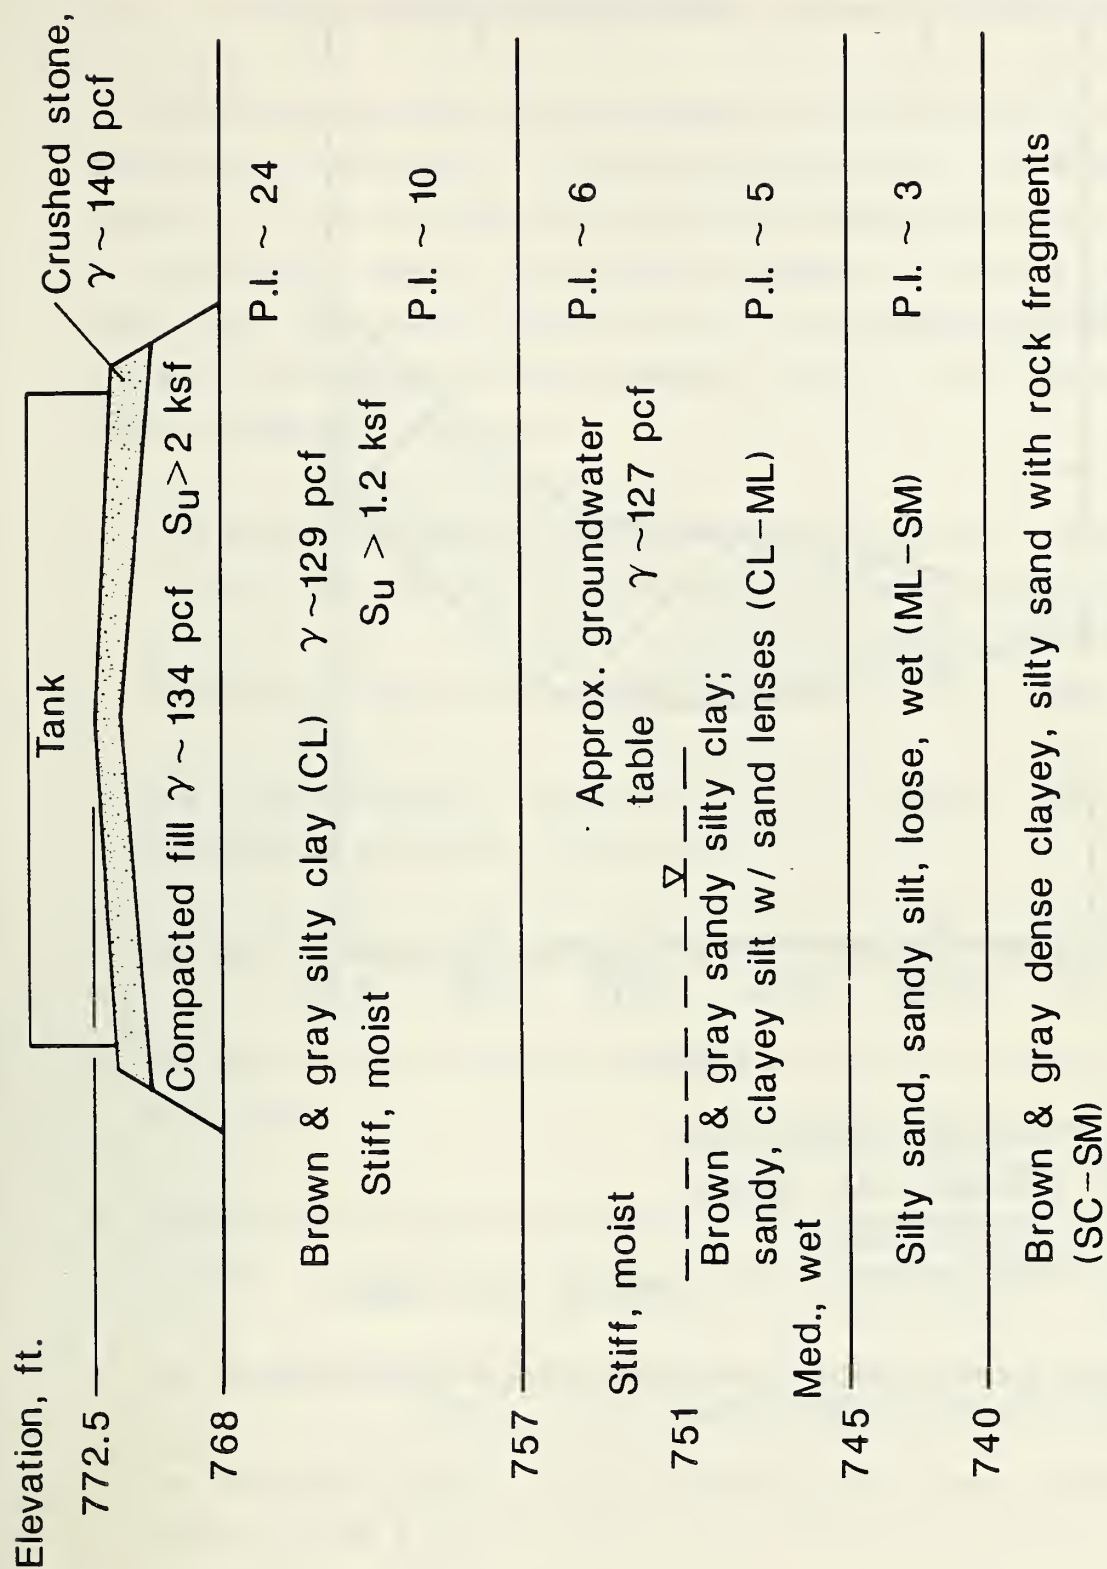 Elevation, ft.
772.5
768
757
751
745
740
Tank
Crushed stone,
γ ~ 140 pcf
Compacted fill γ ~ 134 pcf Su > 2 ksf
Brown & gray silty clay (CL) γ ~129 pcf
Stiff, moist
Su > 1.2 ksf
P.I. ~ 24
P.I. ~ 10
Approx. groundwater
table γ ~127 pcf
P.I. ~ 6
Stiff, moist
Brown & gray sandy silty clay;
sandy, clayey silt w/ sand lenses (CL-ML)
Med., wet
P.I. ~ 5
Silty sand, sandy silt, loose, wet (ML-SM)
P.I. ~ 3
Brown & gray dense clayey, silty sand with rock fragments
(SC-SM)